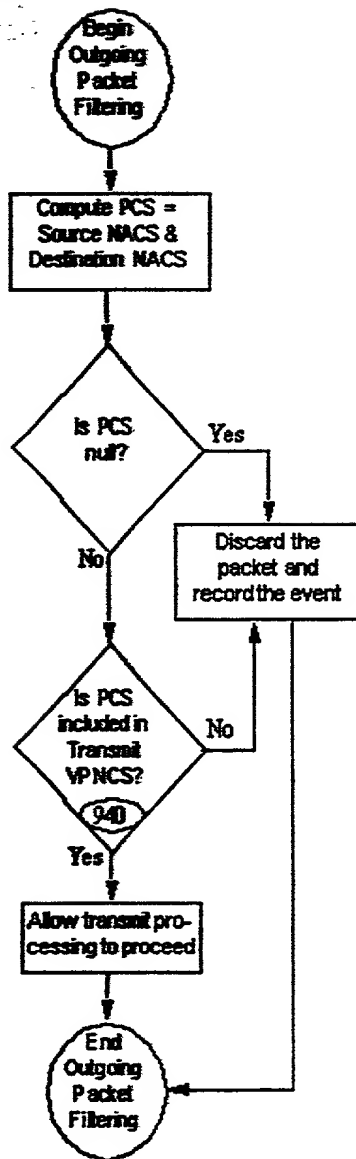 Begin
Outgoing
Packet
Filtering
Compute PCS =
Source NACS &
Destination NACS
Is PCS
null?
Yes
No
Discard the
packet and
record the event
Is PCS
included in
Transmit
VPNCS?
No
940
Yes
Allow transmit pro-
cessing to proceed
End
Outgoing
Packet
Filtering